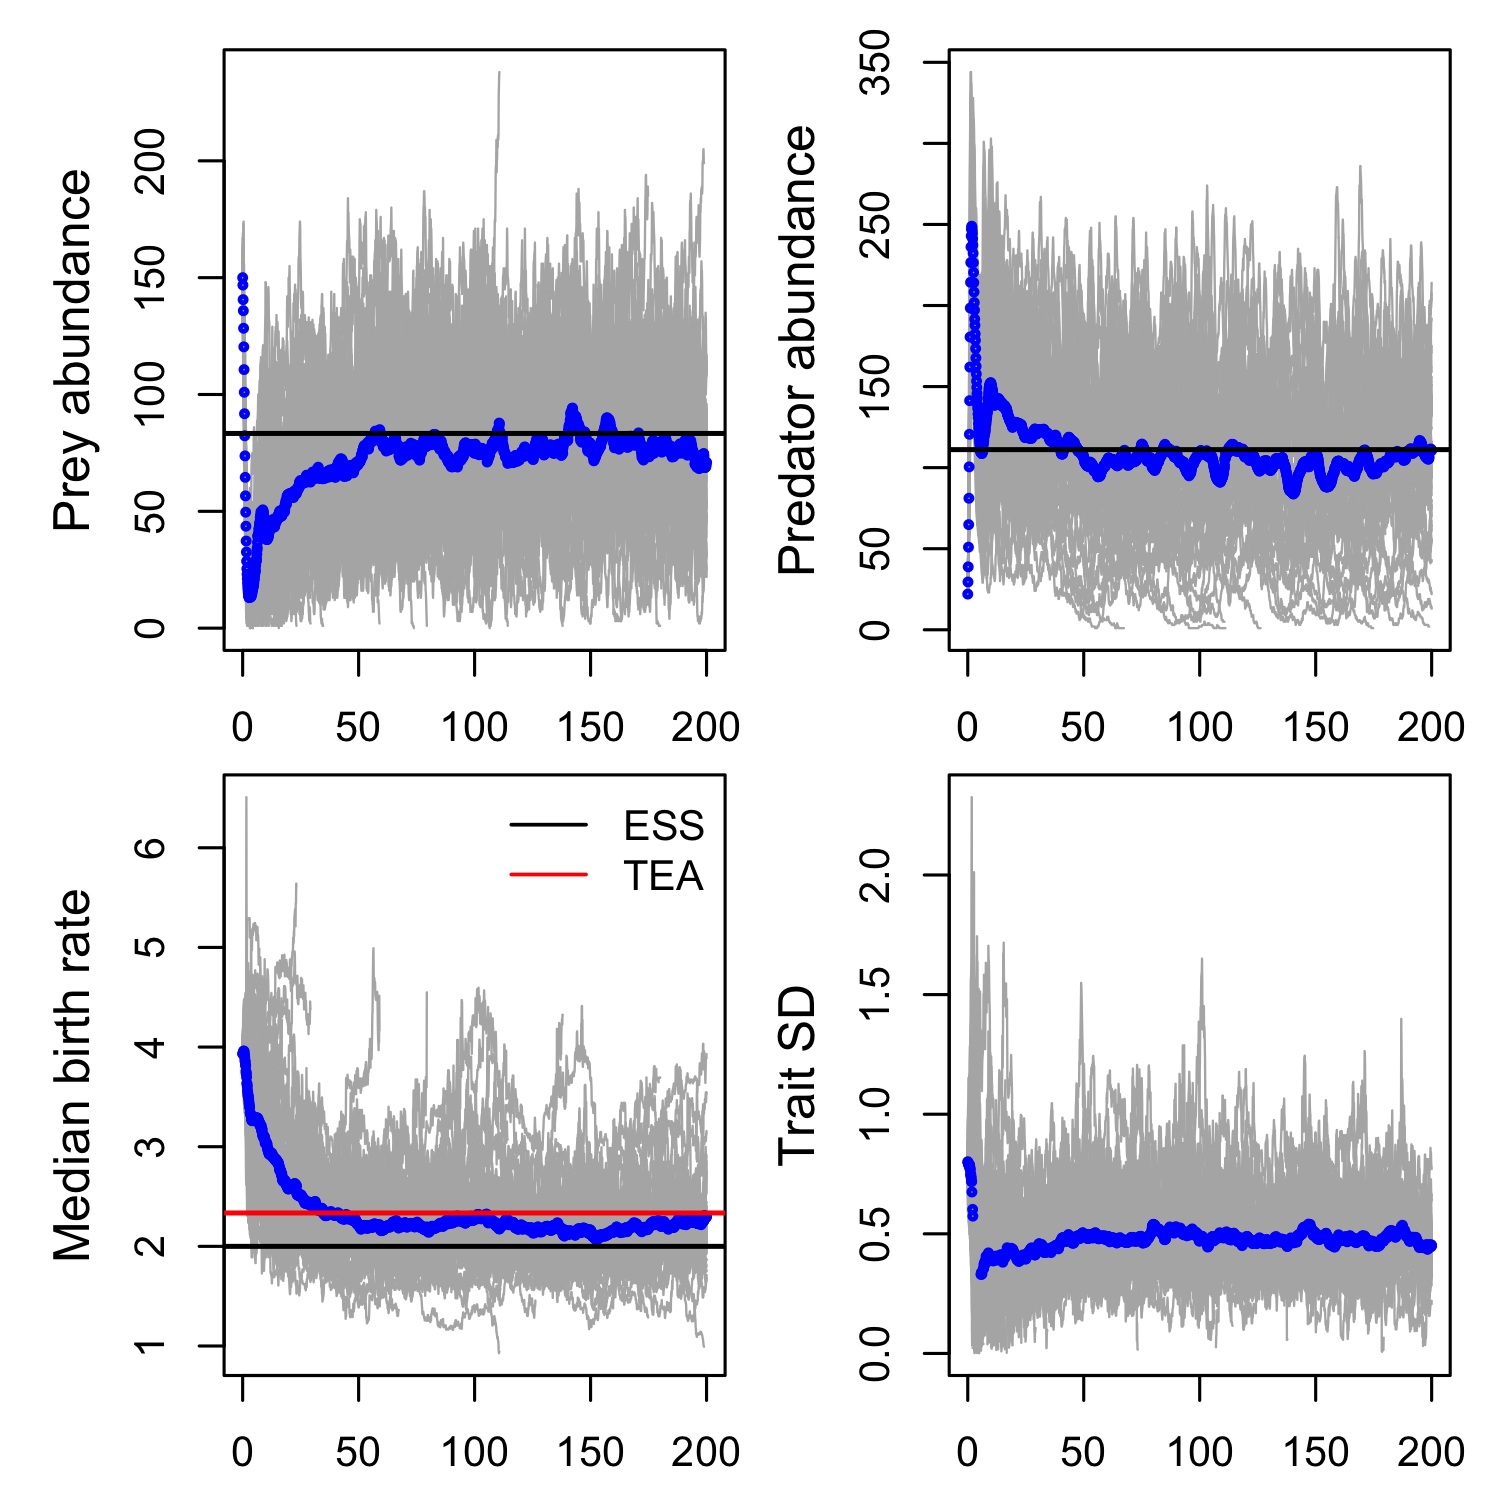 Prey abundance
0 50 100 150 200
0 50 100 150 200
Predator abundance
0 50 150 250 350
0 50 100 150 200
Median birth rate
1 2 3 4 5 6
ESS
TEA
0 50 100 150 200
Trait SD
0.0 0.5 1.0 1.5 2.0
0 50 100 150 200